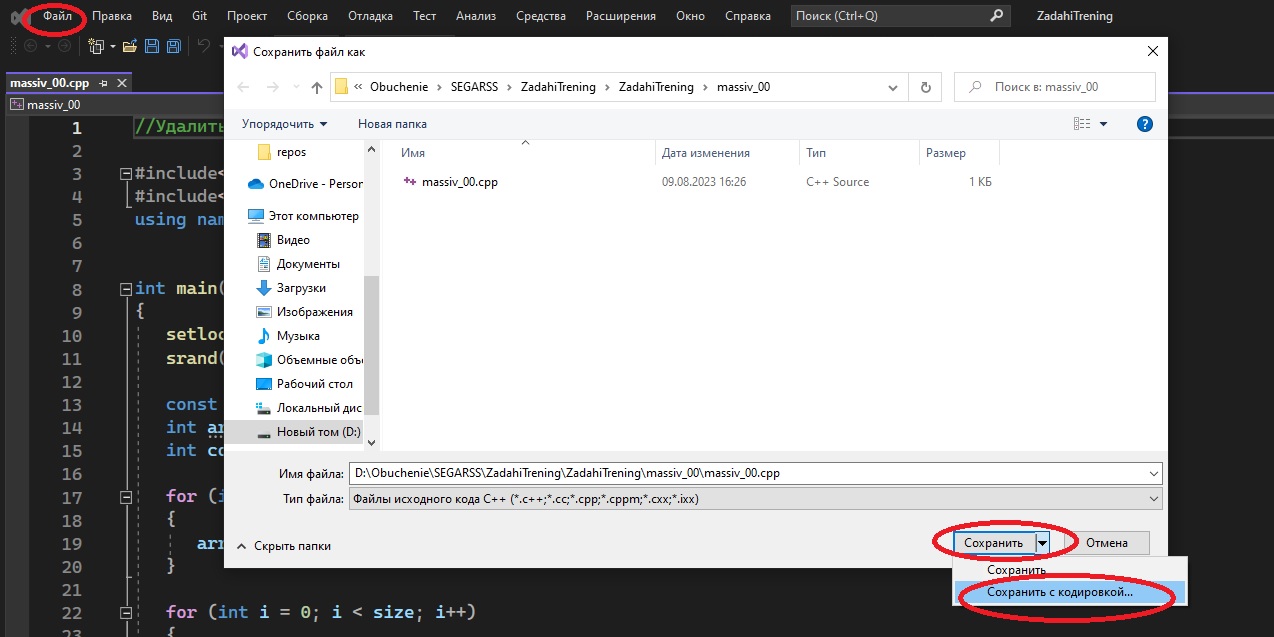 Файл Правка Вид Git Проект Сборка Отладка Тест Анализ Средства Расширения Окно Справка Поиск (Ctrl+Q) ZadahiTrening
Сохранить файл как
massiv_00.cpp
« Obuchenie › SEGARSS › ZadahiTrening › ZadahiTrening › massiv_00
Поиск в: massiv_00
massiv_00
Упорядочить Новая папка
Имя Дата изменения Тип Размер
massiv_00.cpp 09.08.2023 16:26 C++ Source 1 КБ
repos
OneDrive - Person
Этот компьютер
Видео
Документы
Загрузки
Изображения
Музыка
Объемные объ
Рабочий стол
Локальный дис
Новый том (D:)
Имя файла: D:\Obuchenie\SEGARSS\ZadahiTrening\ZadahiTrening\massiv_00\massiv_00.cpp
Тип файла: Файлы исходного кода C++ (*.c++;*.cc;*.cpp;*.cppm;*.cxx;*.ixx)
Скрыть папки
Сохранить Отмена
Сохранить
Сохранить с кодировкой...
1 //Удалить
2
3 #include<
4 #include<
5 using nam
6
7
8 int main(
9 {
10 setloc
11 srand(
12
13 const
14 int ar
15 int co
16
17 for (i
18 {
19 arr
20 }
21
22 for (int i = 0; i < size; i++)
23 {